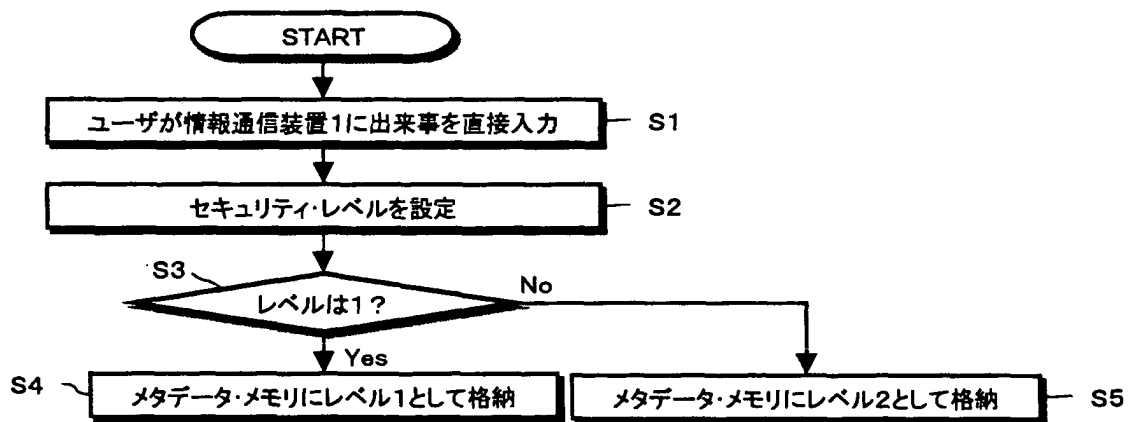 START
ユーザが情報通信装置1に出来事を直接入力
S1
セキュリティ・レベルを設定
S2
S3
レベルは1?
No
Yes
S4
メタデータ・メモリにレベル1として格納
メタデータ・メモリにレベル2として格納
S5